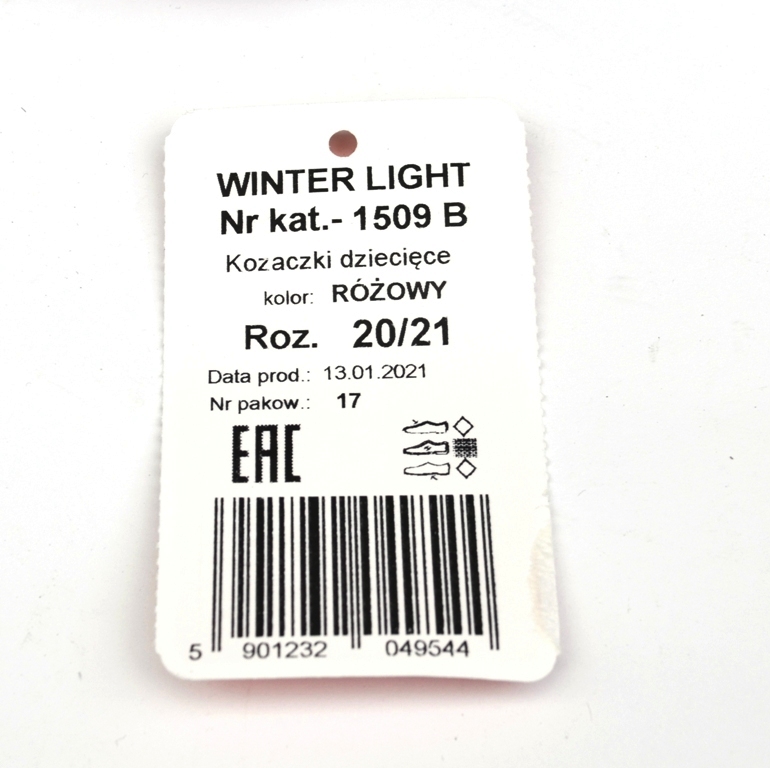 WINTER LIGHT
Nr kat.- 1509 B
Kozaczki dziecięce
kolor: RÓŻOWY
Roz. 20/21
Data prod.: 13.01.2021
Nr pakow.: 17
EAC
5 901232 049544